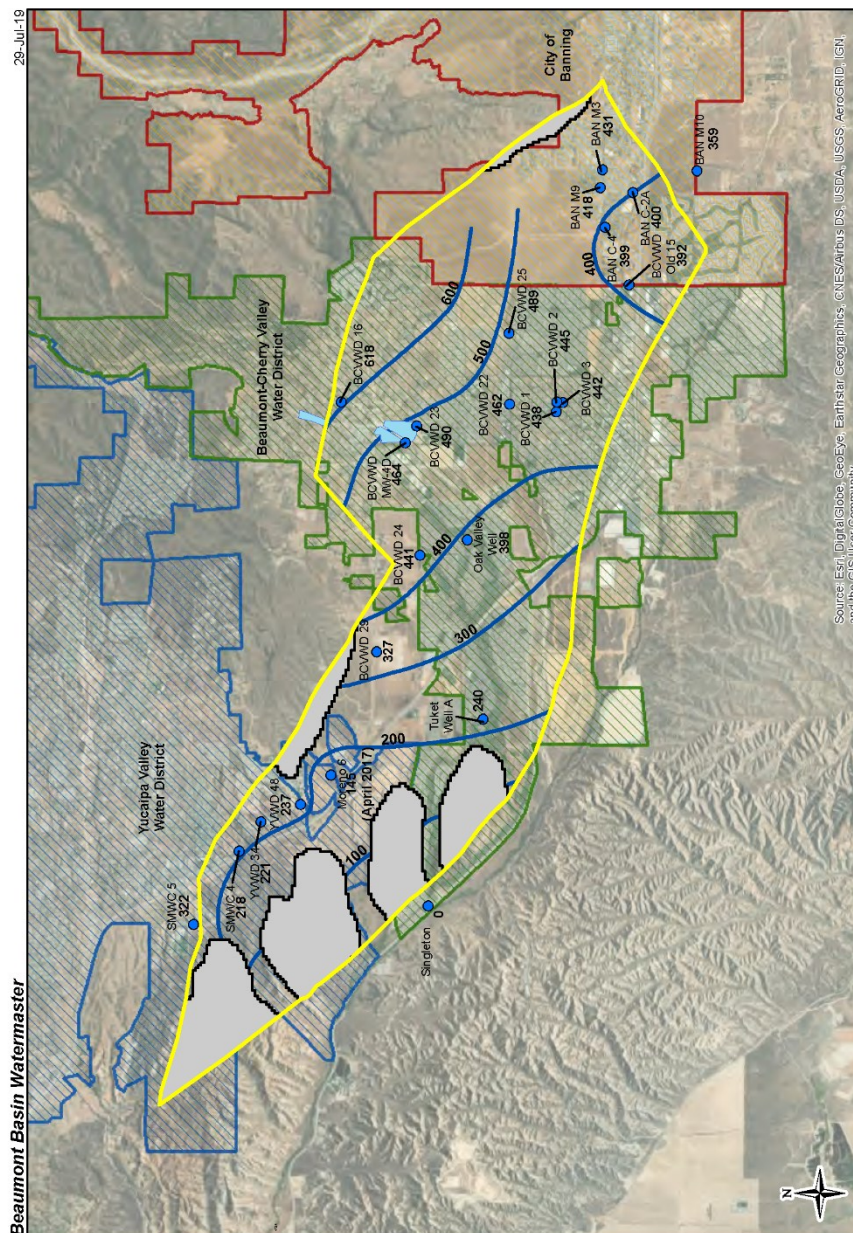 Beaumont Basin Watermaster
29-Jul-19
Yucaipa Valley
Water District
Beaumont-Cherry Valley
Water District
City of
Banning
SMWC 5
322
SMWC 4
218
YVWD 34
221
YVWD 48
237
Moreno 6
145
(April 2017)
Singleton
0
100
200
Tuket
Well A
240
BCVWD 29
327
300
BCVWD 24
441
400
Oak Valley
Well
398
BCVWD
MW-4D
464
BCVWD 23
490
BCVWD 16
618
600
500
BCVWD 22
462
BCVWD 25
489
BCVWD 1
438
BCVWD 2
445
BCVWD 3
442
BAN M9
418
BAN M3
431
BAN C-4
399
400
BAN C-2A
400
BCVWD
Old 15
392
BAN M10
359
N
Source: Esri, DigitalGlobe, GeoEye, Earthstar Geographics, CNES/Airbus DS, USDA, USGS, AeroGRID, IGN,
and the GIS User Community